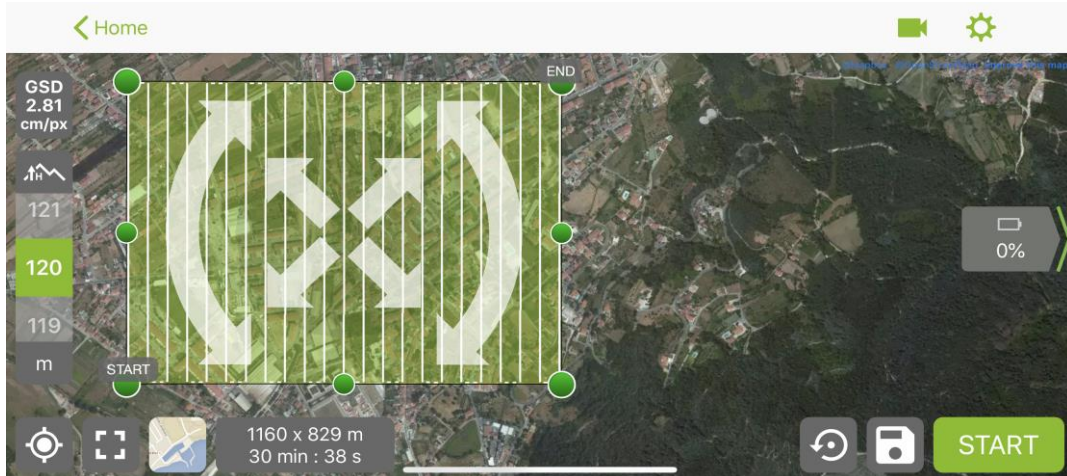 Home
END
GSD
2.81
cm/px
H
121
120
0%
119
m
START
1160 x 829 m
30 min : 38 s
START